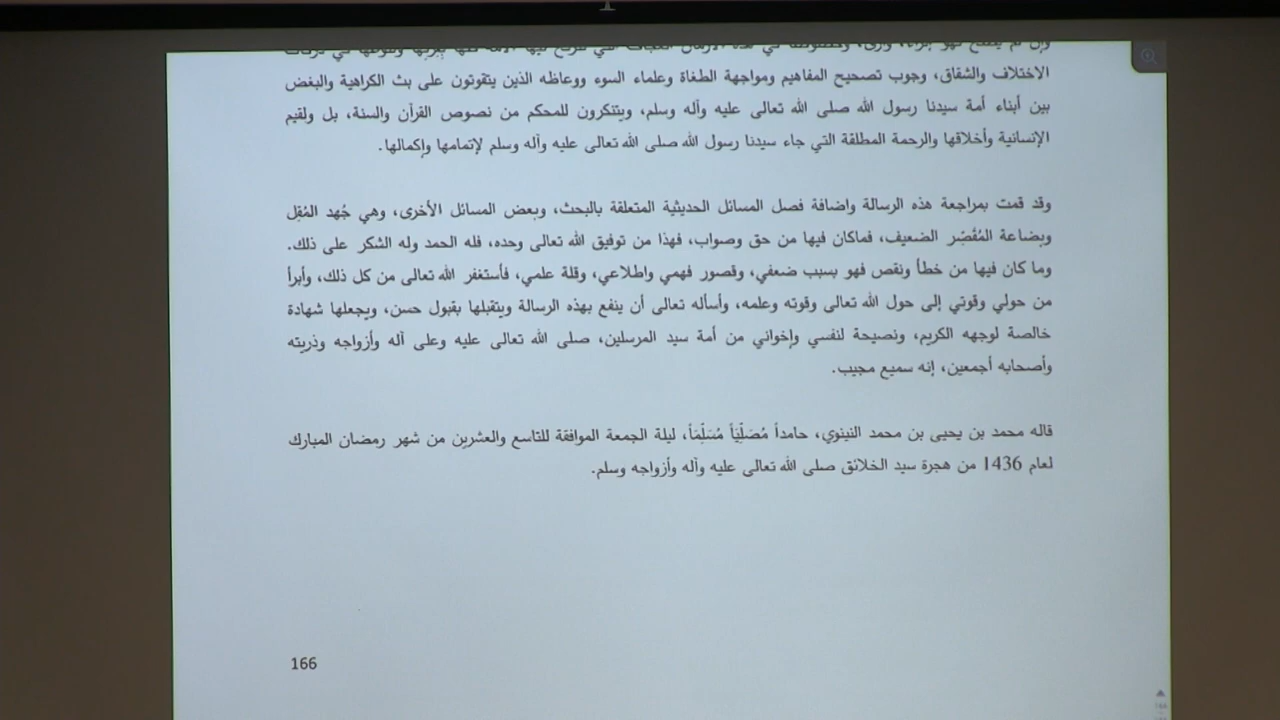 الاختلاف والشقاق، وجوب تصحيح المفاهيم ومواجهة الطغاة وعلماء السوء ووعاظه الذين يتقوتون على بث الكراهية والبغض
بين أبناء أمة سيدنا رسول الله صلى الله تعالى عليه وآله وسلم، ويتنكرون للمحكم من نصوص القرآن والسنة، بل ولقيم
الإنسانية وأخلاقها والرحمة المطلقة التي جاء سيدنا رسول الله صلى الله تعالى عليه وآله وسلم لإتمامها وإكمالها.
وقد قمت بمراجعة هذه الرسالة واضافة فصل المسائل الحديثية المتعلقة بالبحث، وبعض المسائل الأخرى، وهي جُهد المُقِل
وبضاعة المُقَصِّر الضعيف، فماكان فيها من حق وصواب، فهذا من توفيق الله تعالى وحده، فله الحمد وله الشكر على ذلك.
وما كان فيها من خطأ ونقص فهو بسبب ضعفي، وقصور فهمي واطلاعي، وقلة علمي، فأستغفر الله تعالى من كل ذلك، وأبرأ
من حولي وقوتي إلى حول الله تعالى وقوته وعلمه، وأسأله تعالى أن ينفع بهذه الرسالة ويتقبلها بقبول حسن، ويجعلها شهادة
خالصة لوجهه الكريم، ونصيحة لنفسي وإخواني من أمة سيد المرسلين، صلى الله تعالى عليه وعلى آله وأزواجه وذريته
وأصحابه أجمعين، إنه سميع مجيب.
قاله محمد بن يحيى بن محمد النينوي، حامداً مُصَلِّيَاً مُسَلِّمَاً، ليلة الجمعة الموافقة للتاسع والعشرين من شهر رمضان المبارك
لعام 1436 من هجرة سيد الخلائق صلى الله تعالى عليه وآله وأزواجه وسلم.
166